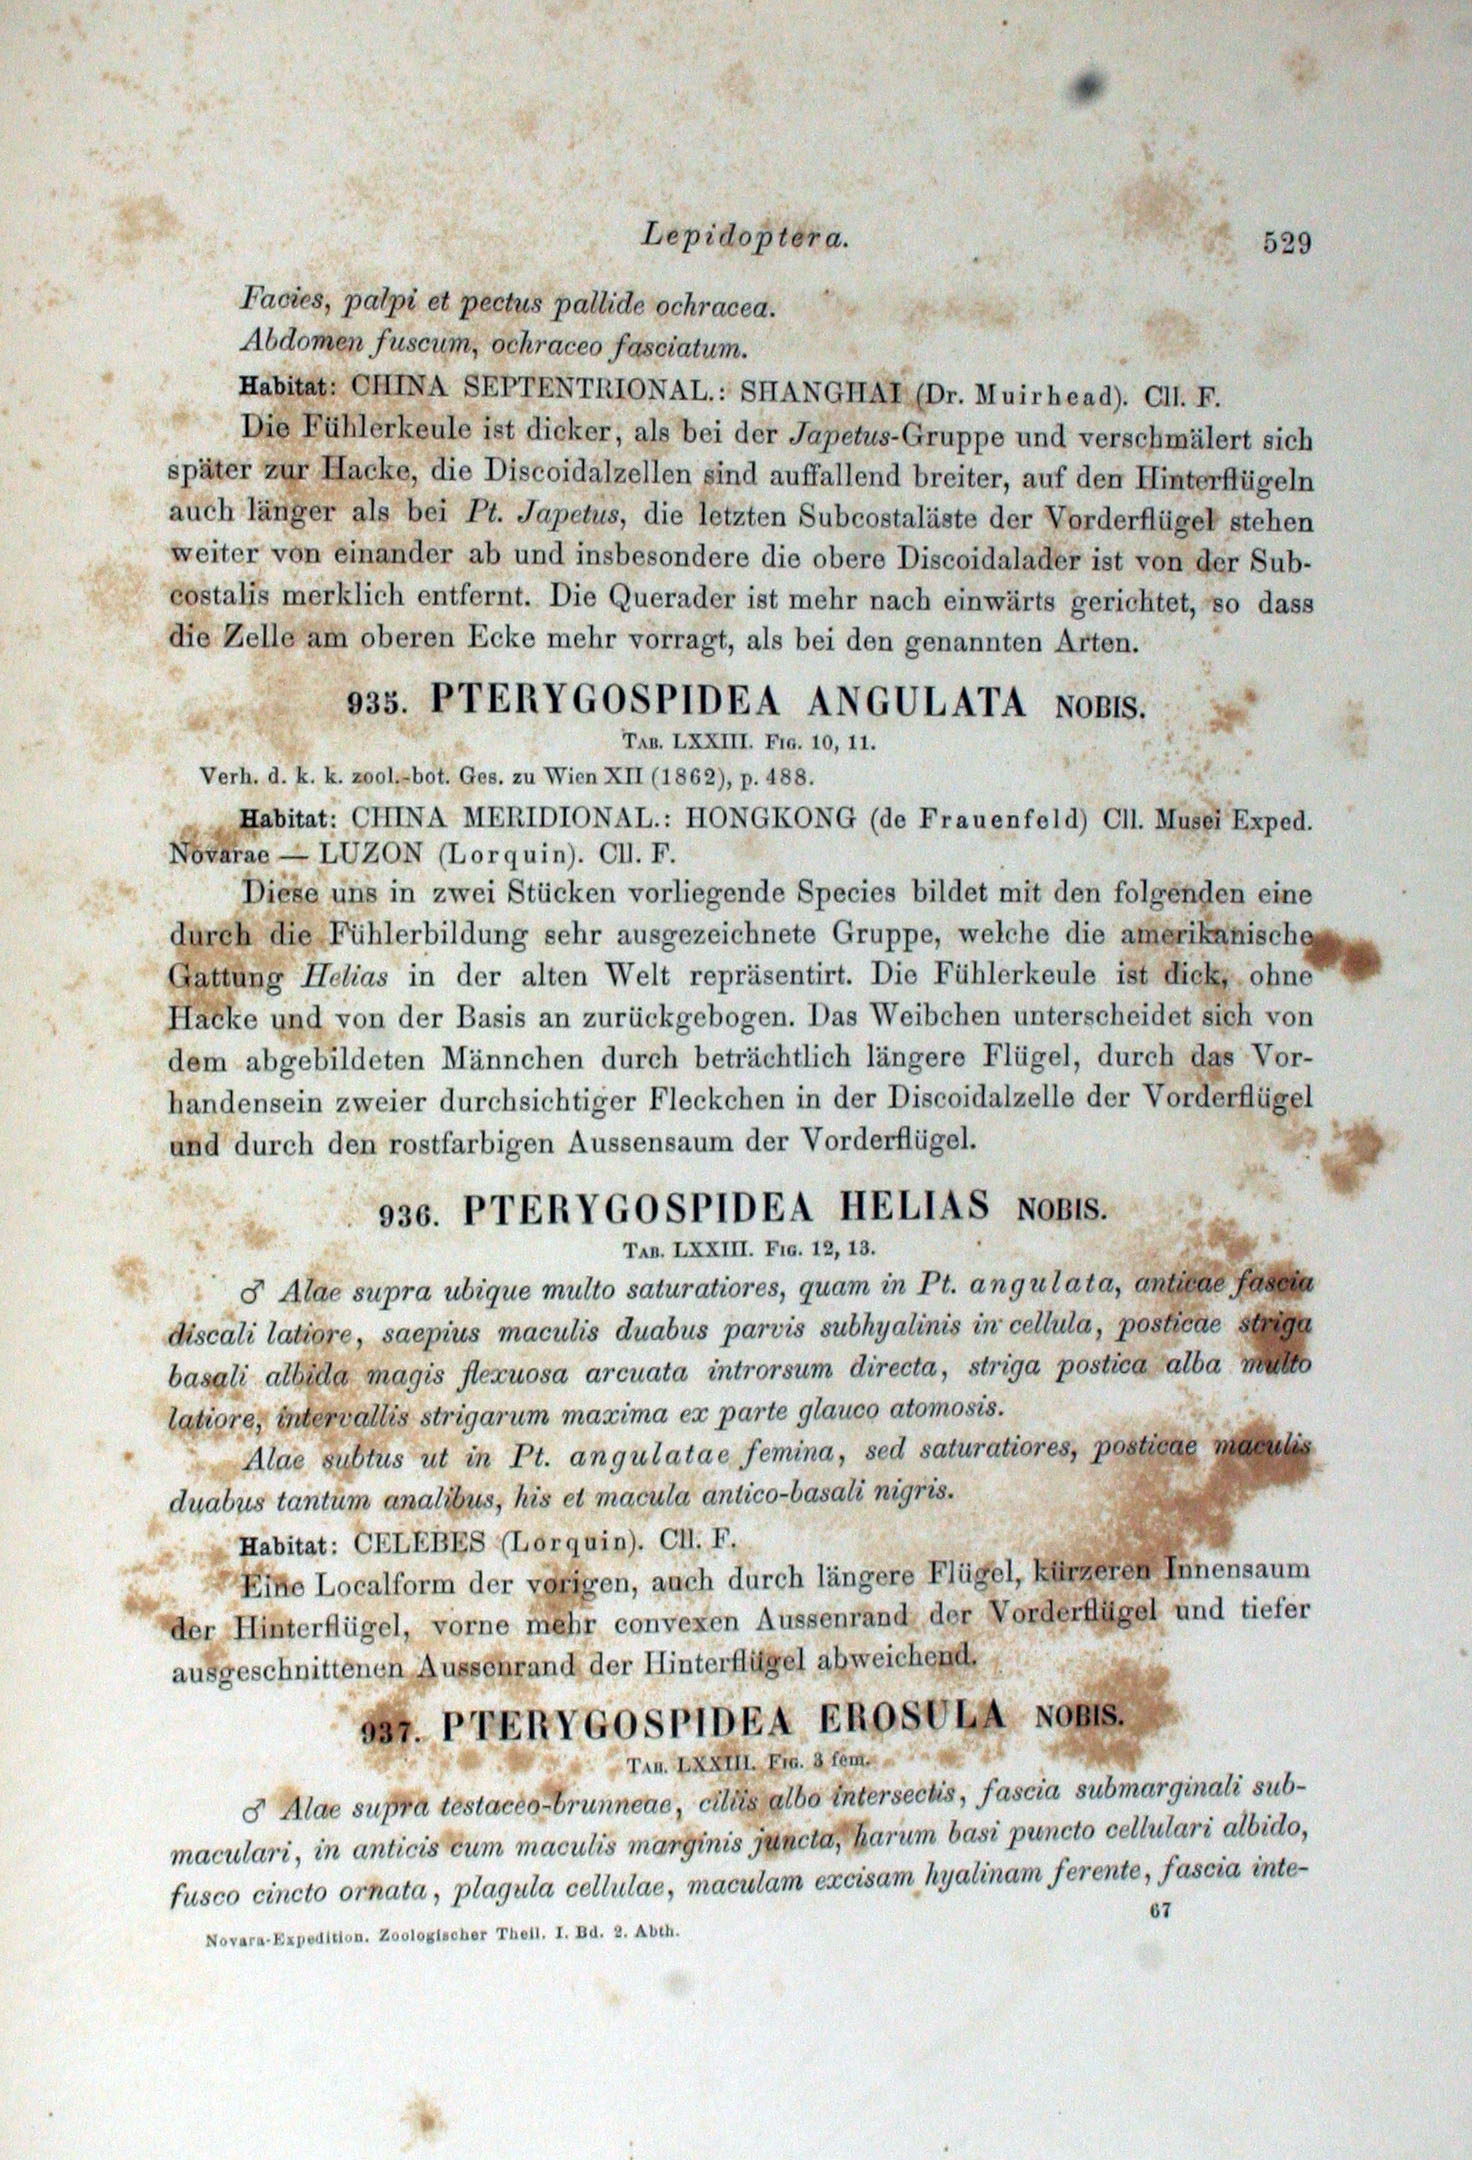 Lepidoptera.
529
Facies, palpi et pectus pallide ochracea.
Abdomen fuscum, ochraceo fasciatum.
Habitat: CHINA SEPTENTRIONAL.: SHANGHAI (Dr. Muirhead). Cll. F.
Die Fühlerkeule ist dicker, als bei der Japetus-Gruppe und verschmälert sich
später zur Hacke, die Discoidalzellen sind auffallend breiter, auf den Hinterflügeln
auch länger als bei Pt. Japetus, die letzten Subcostaläste der Vorderflügel stehen
weiter von einander ab und insbesondere die obere Discoidalader ist von der Sub-
costalis merklich entfernt. Die Querader ist mehr nach einwärts gerichtet, so dass
die Zelle am oberen Ecke mehr vorragt, als bei den genannten Arten.
935. PTERYGOSPIDEA ANGULATA NOBIS.
TAB. LXXIII. FIG. 10, 11.
Verh. d. k. k. zool.-bot. Ges. zu Wien XII (1862), p. 488.
Habitat: CHINA MERIDIONAL.: HONGKONG (de Frauenfeld) Cll. Musei Exped.
Novarae — LUZON (Lorquin). Cll. F.
Diese uns in zwei Stücken vorliegende Species bildet mit den folgenden eine
durch die Fühlerbildung sehr ausgezeichnete Gruppe, welche die amerikanische
Gattung Helias in der alten Welt repräsentirt. Die Fühlerkeule ist dick, ohne
Hacke und von der Basis an zurückgebogen. Das Weibchen unterscheidet sich von
dem abgebildeten Männchen durch beträchtlich längere Flügel, durch das Vor-
handensein zweier durchsichtiger Fleckchen in der Discoidalzelle der Vorderflügel
und durch den rostfarbigen Aussensaum der Vorderflügel.
936. PTERYGOSPIDEA HELIAS NOBIS.
TAB. LXXIII. FIG. 12, 13.
♂ Alae supra ubique multo saturatiores, quam in Pt. angulata, anticae fascia
discali latiore, saepius maculis duabus parvis subhyalinis in cellula, posticae striga
basali albida magis flexuosa arcuata introrsum directa, striga postica alba multo
latiore, intervallis strigarum maxima ex parte glauco atomosis.
Alae subtus ut in Pt. angulatae femina, sed saturatiores, posticae maculis
duabus tantum analibus, his et macula antico-basali nigris.
Habitat: CELEBES (Lorquin). Cll. F.
Eine Localform der vorigen, auch durch längere Flügel, kürzeren Innensaum
der Hinterflügel, vorne mehr convexen Aussenrand der Vorderflügel und tiefer
ausgeschnittenen Aussenrand der Hinterflügel abweichend.
937. PTERYGOSPIDEA EROSULA NOBIS.
TAB. LXXIII. FIG. 3 fem.
♂ Alae supra testaceo-brunneae, ciliis albo intersectis, fascia submarginali sub-
maculari, in anticis cum maculis marginis juncta, harum basi puncto cellulari albido,
fusco cincto ornata, plagula cellulae, maculam excisam hyalinam ferente, fascia inte-
67
Novara-Expedition. Zoologischer Theil. I. Bd. 2. Abth.